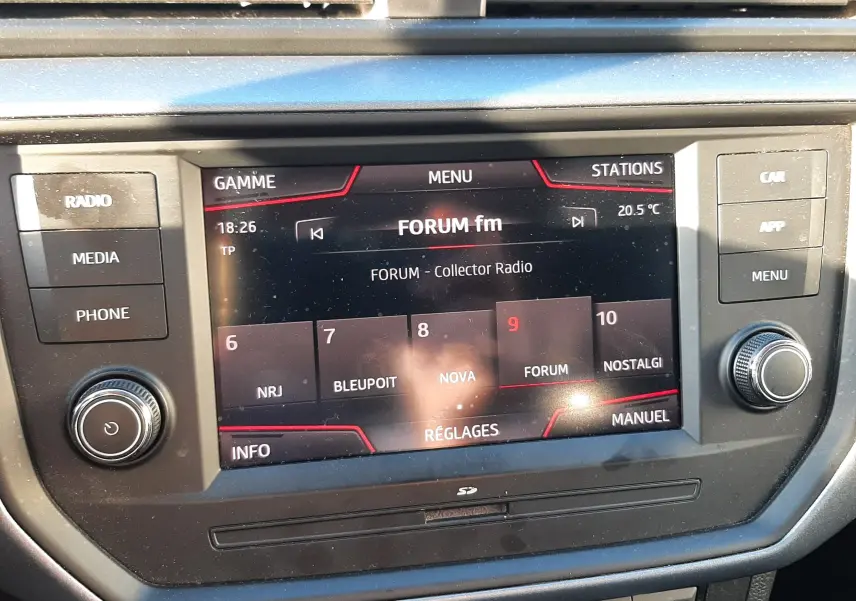 GAMME
MENU
STATIONS
RADIO
MEDIA
PHONE
18:26
TP
FORUM fm
20.5 °C
FORUM - Collector Radio
6
NRJ
7
BLEUPOIT
8
NOVA
9
FORUM
10
NOSTALGI
INFO
RÉGLAGES
MANUEL
CAR
APP
MENU
SD